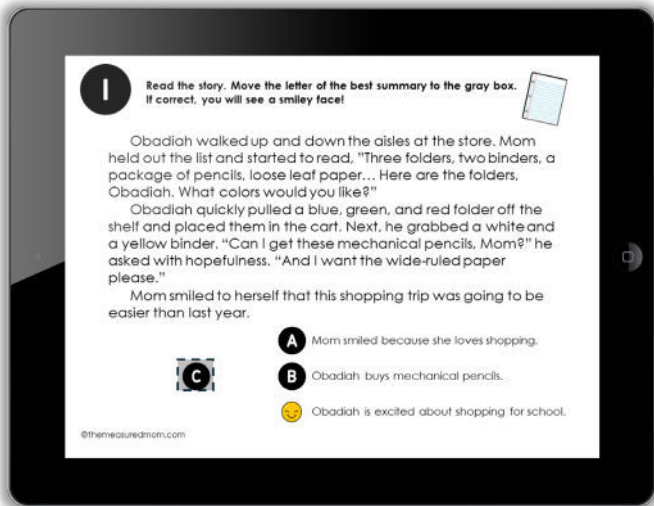 1
Read the story. Move the letter of the best summary to the gray box.
If correct, you will see a smiley face!
Obadiah walked up and down the aisles at the store. Mom
held out the list and started to read, "Three folders, two binders, a
package of pencils, loose leaf paper… Here are the folders,
Obadiah. What colors would you like?"
Obadiah quickly pulled a blue, green, and red folder off the
shelf and placed them in the cart. Next, he grabbed a white and
a yellow binder. "Can I get these mechanical pencils, Mom?" he
asked with hopefulness. "And I want the wide-ruled paper
please."
Mom smiled to herself that this shopping trip was going to be
easier than last year.
A Mom smiled because she loves shopping.
C
B Obadiah buys mechanical pencils.
Obadiah is excited about shopping for school.
©themeasuredmom.com